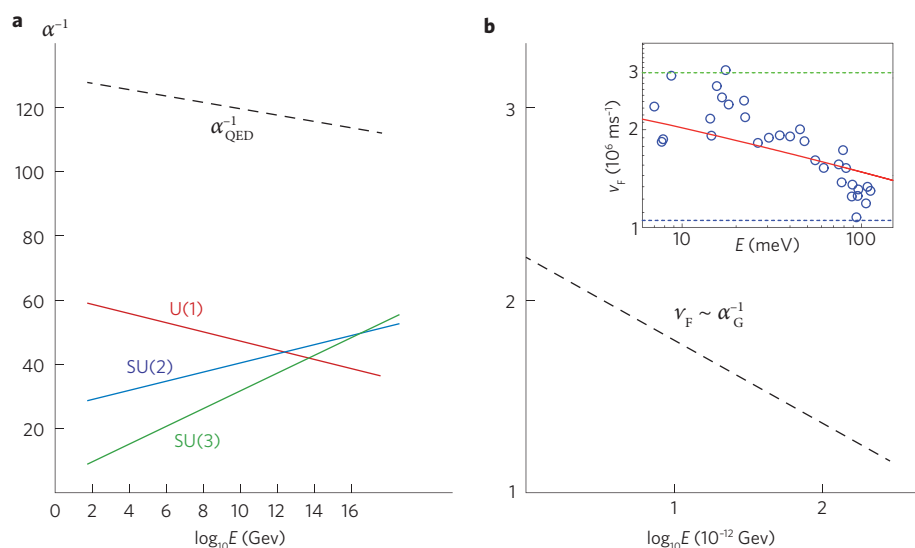 a
α⁻¹
120
100
80
60
40
20
0
2
4
6
8
10
12
14
16
log₁₀E (Gev)
α⁻¹QED
U(1)
SU(2)
SU(3)
b
3
2
1
1
2
log₁₀E (10⁻¹² Gev)
νF ~ α⁻¹G
3
2
1
νF (10⁶ ms⁻¹)
10
100
E (meV)